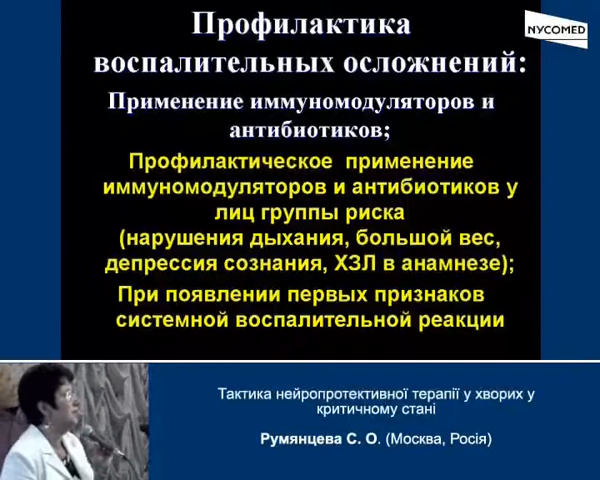 NYCOMED
Профилактика
воспалительных осложнений:
Применение иммуномодуляторов и
антибиотиков;
Профилактическое применение
иммуномодуляторов и антибиотиков у
лиц группы риска
(нарушения дыхания, большой вес,
депрессия сознания, ХЗЛ в анамнезе);
При появлении первых признаков
системной воспалительной реакции
Тактика нейропротективної терапії у хворих у
критичному стані
Румянцева С. О. (Москва, Росія)